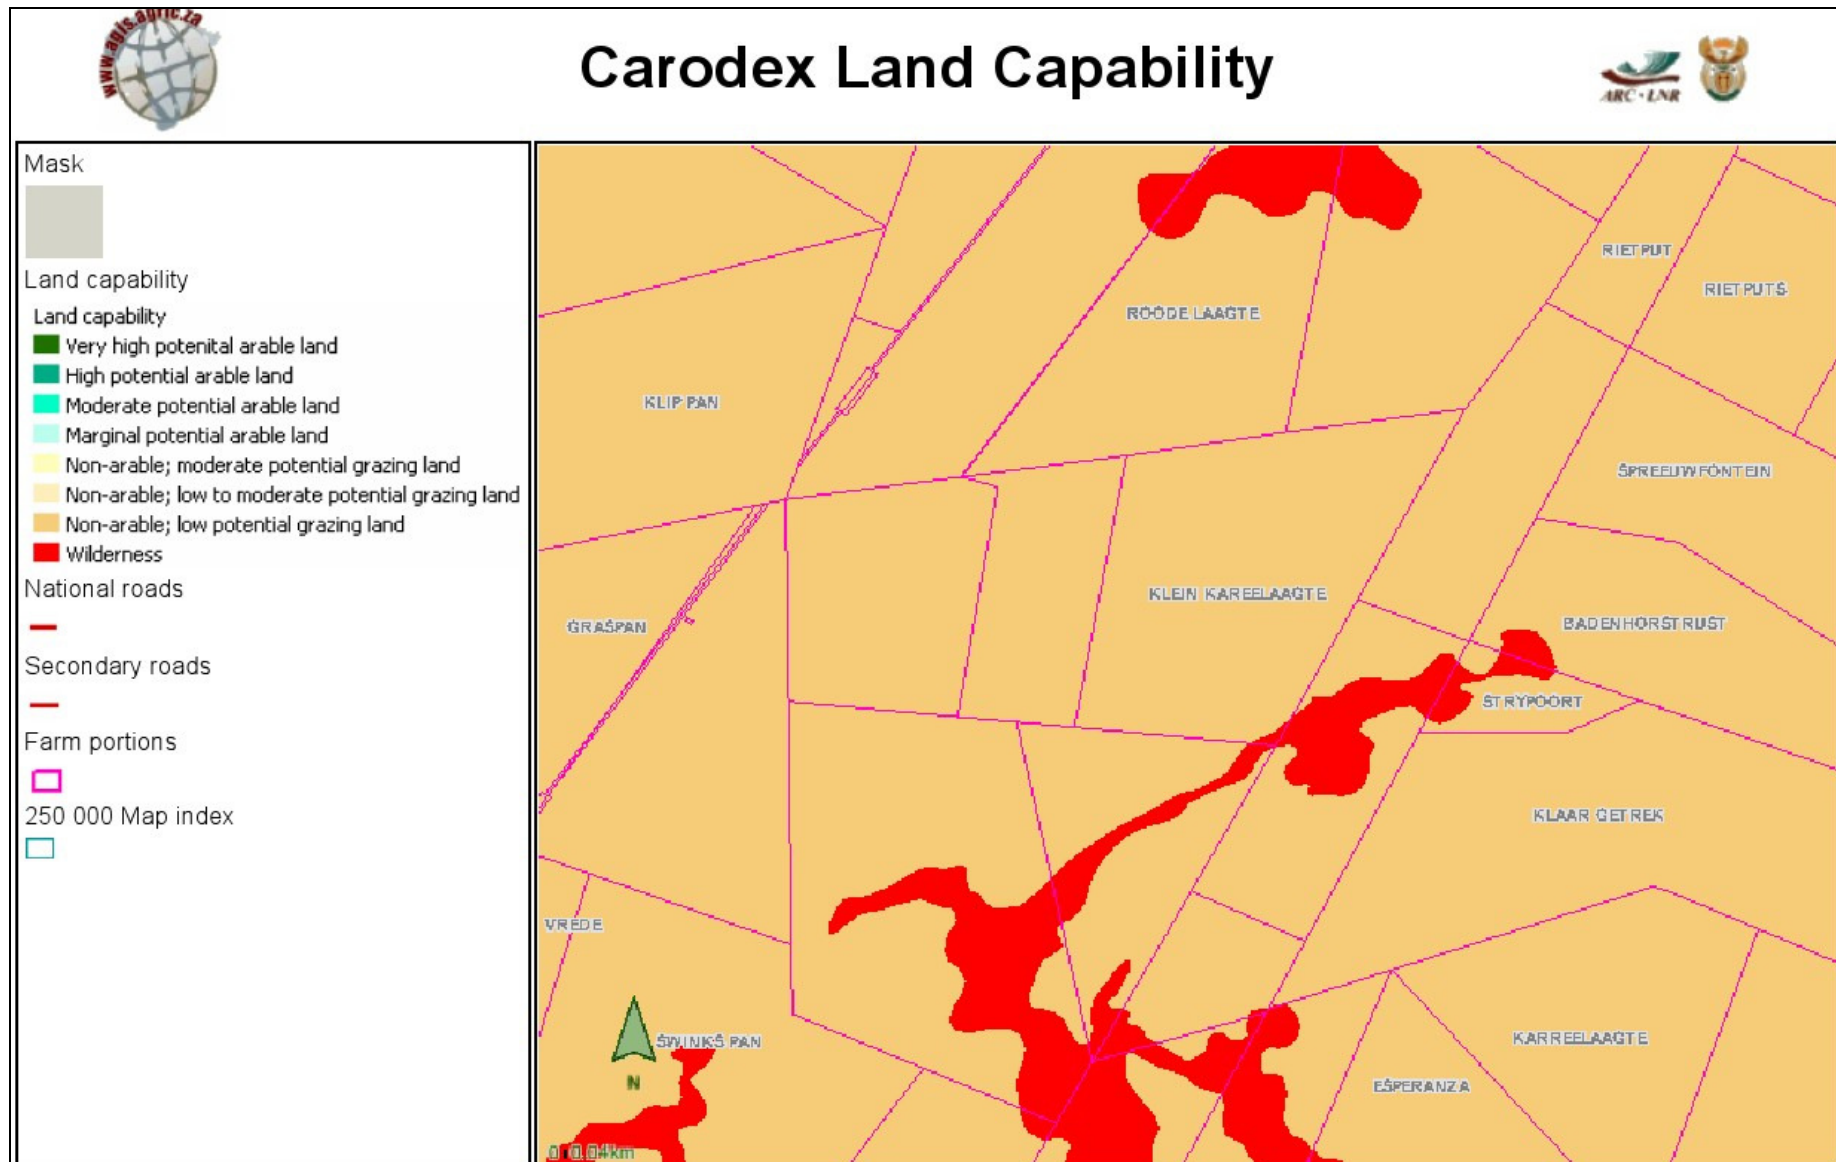 www.agis.agric.za
Carodex Land Capability
ARC • LNR
Mask
Land capability
Land capability
Very high potenital arable land
High potential arable land
Moderate potential arable land
Marginal potential arable land
Non-arable; moderate potential grazing land
Non-arable; low to moderate potential grazing land
Non-arable; low potential grazing land
Wilderness
National roads
Secondary roads
Farm portions
250 000 Map index
RIETPUT
RIETPUTS
ROODE LAAGTE
KLIP PAN
SPREEUWFONTEIN
KLEIN KAREELAAGTE
GRASPAN
BADENHORSTRUST
STRYPOORT
KLAAR GETREK
VREDE
SWINKS PAN
KARREELAAGTE
ESPERANZA
N